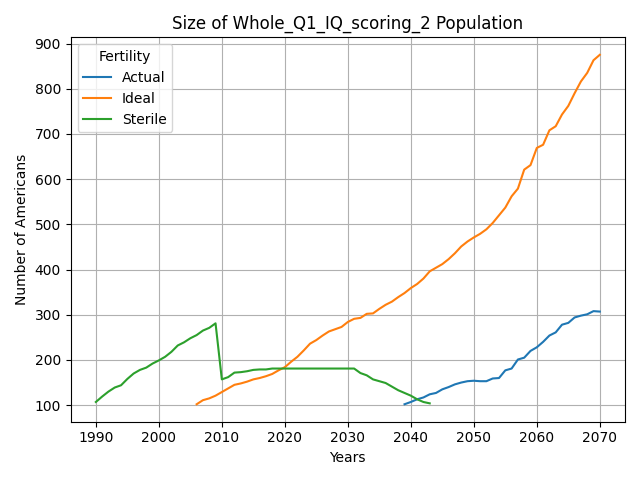 Size of Whole_Q1_IQ_scoring_2 Population
Fertility
Actual
Ideal
Sterile
Number of Americans
900
800
700
600
500
400
300
200
100
1990 2000 2010 2020 2030 2040 2050 2060 2070
Years